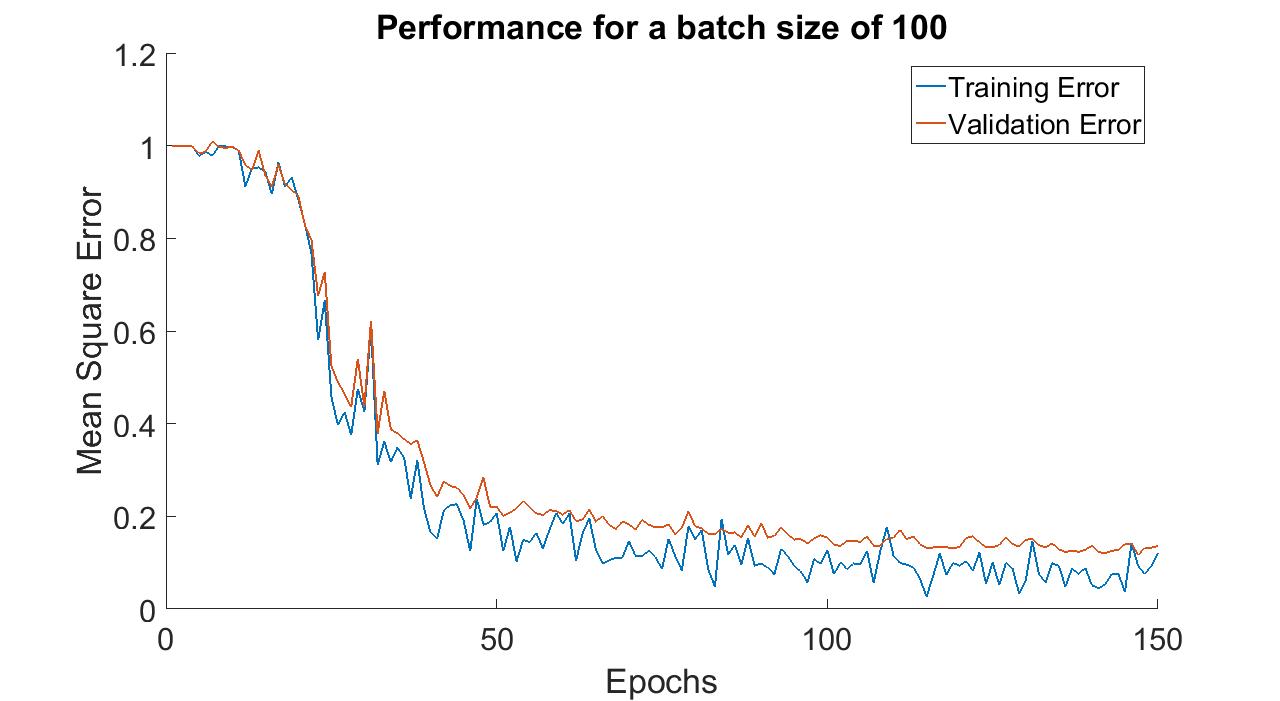 Performance for a batch size of 100
1.2
Training Error
Validation Error
1
0.8
0.6
0.4
0.2
0
Mean Square Error
0
50
100
150
Epochs